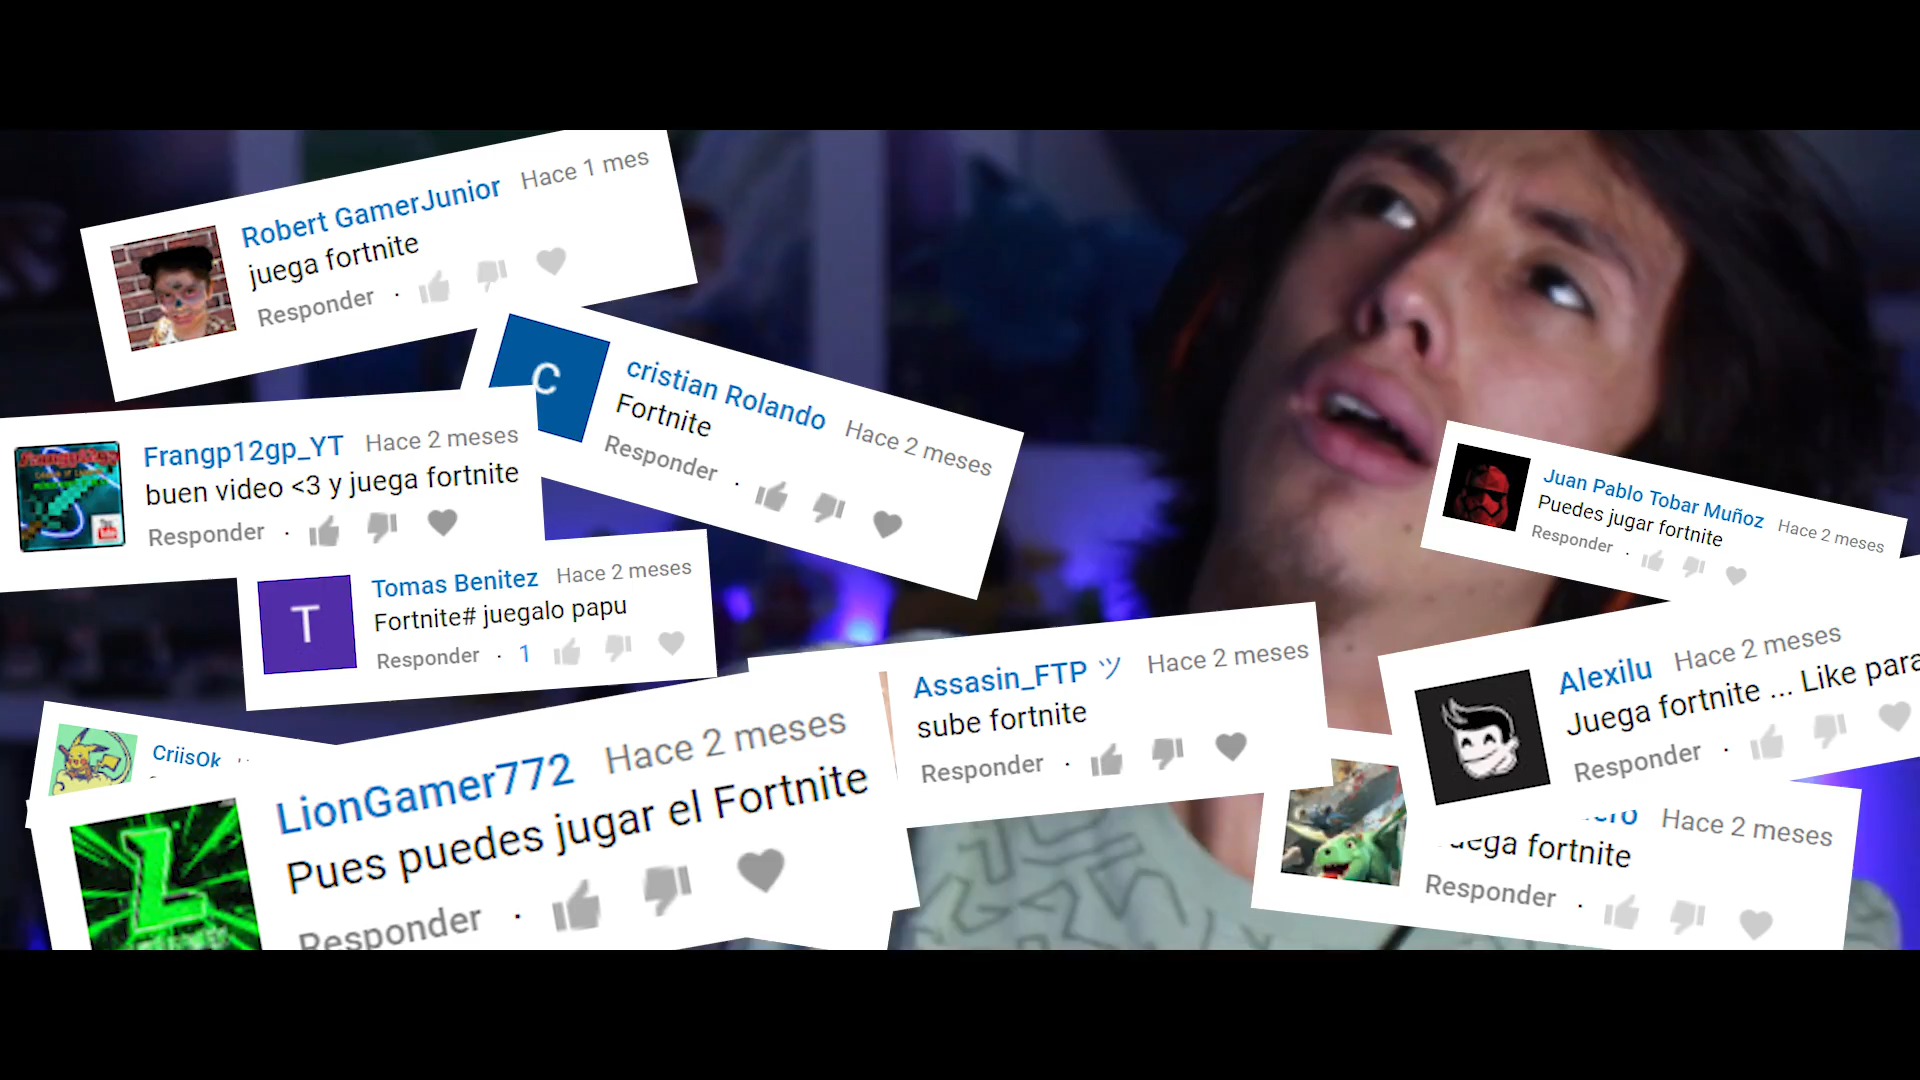 Robert GamerJunior Hace 1 mes
juega fortnite
Responder
C
cristian Rolando Hace 2 meses
Fortnite
Responder
Frangp12gp_YT Hace 2 meses
buen video <3 y juega fortnite
Responder
T
Tomas Benitez Hace 2 meses
Fortnite# juegalo papu
Responder · 1
Juan Pablo Tobar Muñoz Hace 2 meses
Puedes jugar fortnite
Responder
Assasin_FTP ツ Hace 2 meses
sube fortnite
Responder
Alexilu Hace 2 meses
Juega fortnite ... Like para
Responder
CriisOk
L
LionGamer772 Hace 2 meses
Pues puedes jugar el Fortnite
Responder
Hace 2 meses
fortnite
Responder